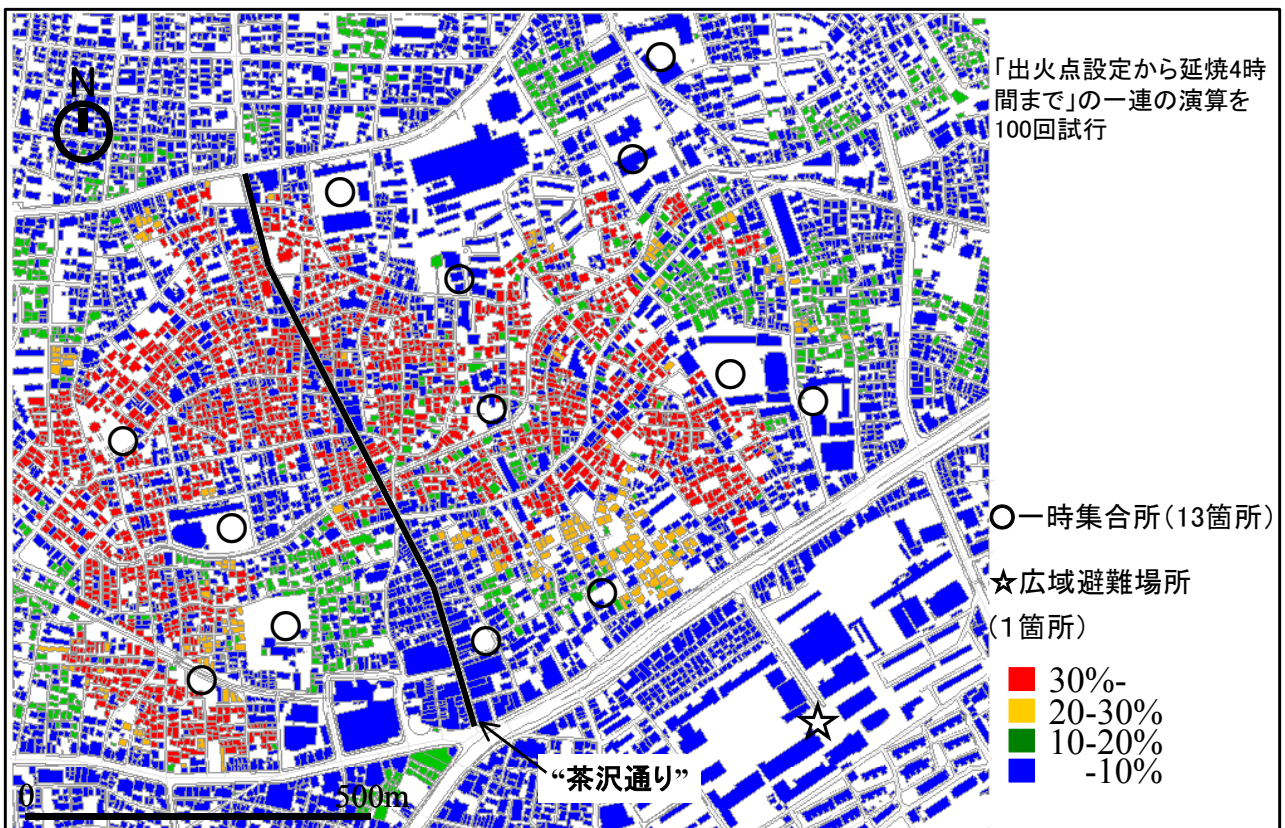 N
「出火点設定から延焼4時
間まで」の一連の演算を
100回試行
○一時集合所(13箇所)
☆広域避難場所
(1箇所)
30%-
20-30%
10-20%
-10%
“茶沢通り”
0 500m